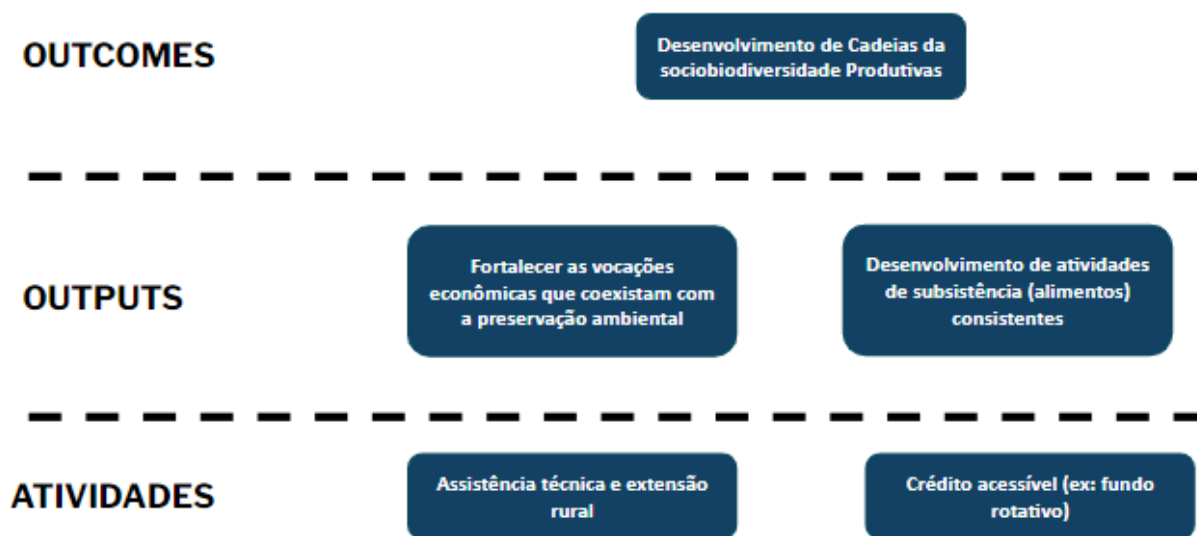 OUTCOMES
Desenvolvimento de Cadeias da
sociobiodiversidade Produtivas
OUTPUTS
Fortalecer as vocações
econômicas que coexistam com
a preservação ambiental
Desenvolvimento de atividades
de subsistência (alimentos)
consistentes
ATIVIDADES
Assistência técnica e extensão
rural
Crédito acessível (ex: fundo
rotativo)